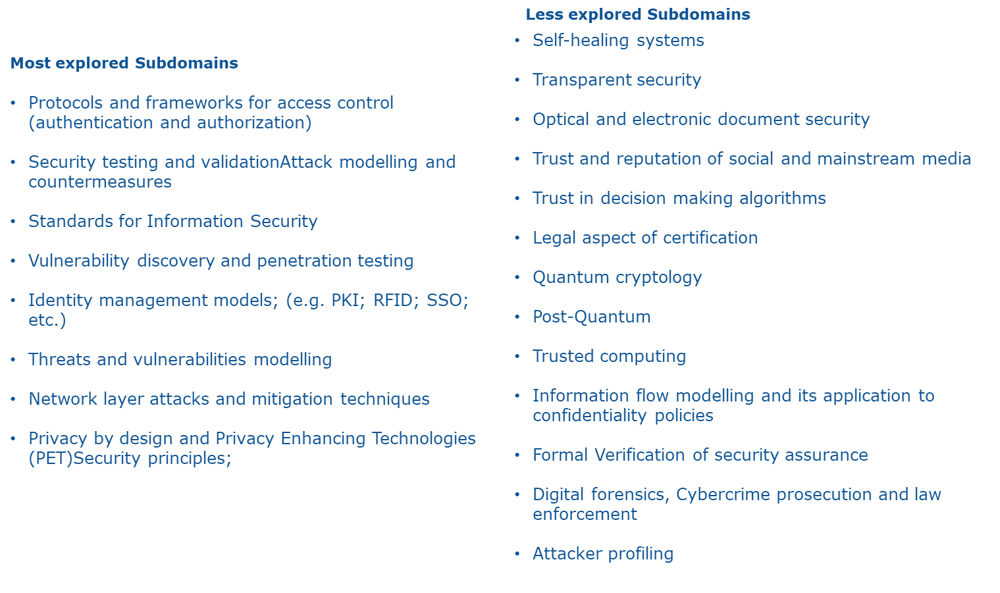 Most explored Subdomains
• Protocols and frameworks for access control
(authentication and authorization)
• Security testing and validationAttack modelling and
countermeasures
• Standards for Information Security
• Vulnerability discovery and penetration testing
• Identity management models; (e.g. PKI; RFID; SSO;
etc.)
• Threats and vulnerabilities modelling
• Network layer attacks and mitigation techniques
• Privacy by design and Privacy Enhancing Technologies
(PET)Security principles;
Less explored Subdomains
• Self-healing systems
• Transparent security
• Optical and electronic document security
• Trust and reputation of social and mainstream media
• Trust in decision making algorithms
• Legal aspect of certification
• Quantum cryptology
• Post-Quantum
• Trusted computing
• Information flow modelling and its application to
confidentiality policies
• Formal Verification of security assurance
• Digital forensics, Cybercrime prosecution and law
enforcement
• Attacker profiling